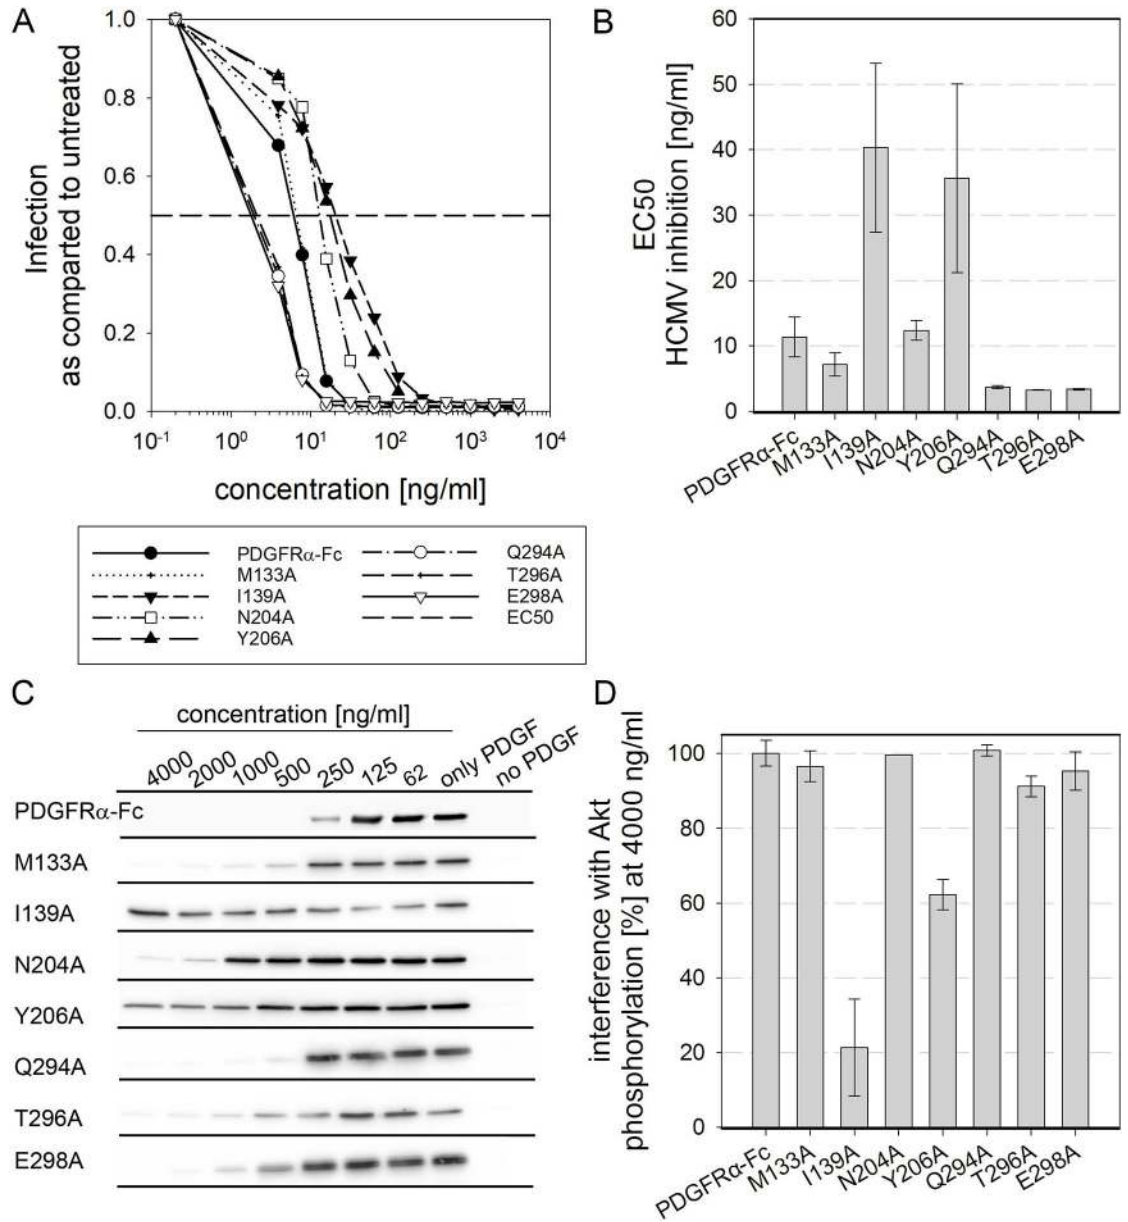 A
Infection
as comparted to untreated
1.0
0.8
0.6
0.4
0.2
0.0
10-1
100
101
102
103
104
concentration [ng/ml]
PDGFRα-Fc
M133A
I139A
N204A
Y206A
Q294A
T296A
E298A
EC50
B
EC50
HCMV inhibition [ng/ml]
60
50
40
30
20
10
0
PDGFRα-Fc
M133A
I139A
N204A
Y206A
Q294A
T296A
E298A
C
concentration [ng/ml]
4000 2000 1000 500 250 125 62 only PDGF no PDGF
PDGFRα-Fc
M133A
I139A
N204A
Y206A
Q294A
T296A
E298A
D
interference with Akt
phosphorylation [%] at 4000 ng/ml
100
80
60
40
20
0
PDGFRα-Fc
M133A
I139A
N204A
Y206A
Q294A
T296A
E298A